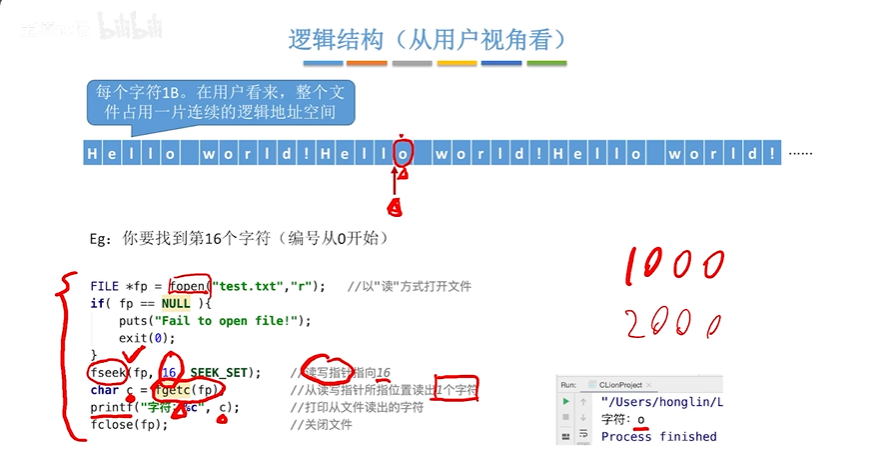 bilibili
逻辑结构（从用户视角看）
每个字符1B。在用户看来，整个文
件占用一片连续的逻辑地址空间
Hello world!Hello world!Hello world! ......
Eg：你要找到第16个字符（编号从0开始）
1000
2000
FILE *fp = fopen("test.txt","r"); //以"读"方式打开文件
if( fp == NULL ){
puts("Fail to open file!");
exit(0);
}
fseek(fp, 16, SEEK_SET); //读写指针指向16
char c = fgetc(fp); //从读写指针所指位置读出1个字符
printf("字符：%c", c); //打印从文件读出的字符
fclose(fp); //关闭文件
Run: CLionProject ×
"/Users/honglin/L
字符：o
Process finished